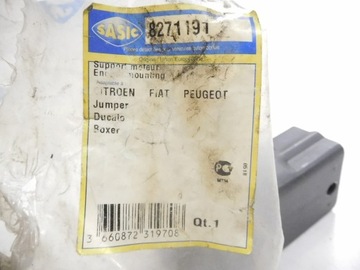 SASIC
8271191
Support moteur
Engine mounting
CITROEN FIAT PEUGEOT
Jumper
Ducato
Boxer
Qt.1
3 660872 319708